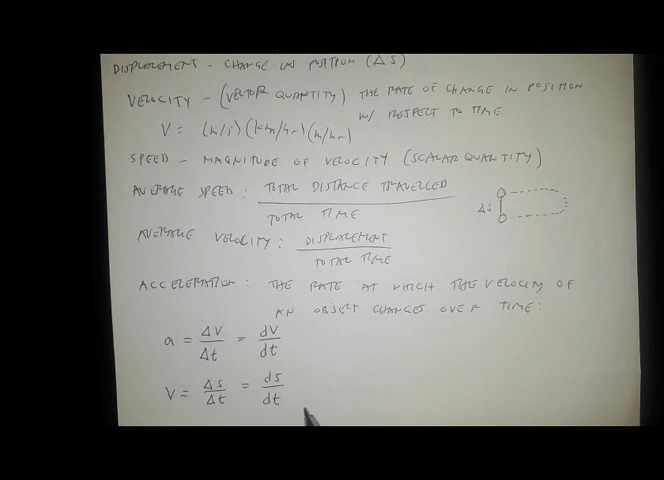 DISPLACEMENT - CHANGE IN POSITION (ΔS)
VELOCITY - (VECTOR QUANTITY) THE RATE OF CHANGE IN POSITION
W/ RESPECT TO TIME
V = (m/s) (km/hr) (m/hr)
SPEED - MAGNITUDE OF VELOCITY (SCALAR QUANTITY)
AVERAGE SPEED: TOTAL DISTANCE TRAVELLED
TOTAL TIME
ΔS
AVERAGE VELOCITY: DISPLACEMENT
TOTAL TIME
ACCELERATION: THE RATE AT WHICH THE VELOCITY OF
AN OBJECT CHANGES OVER TIME:
a = ΔV/Δt = dV/dt
V = ΔS/Δt = ds/dt